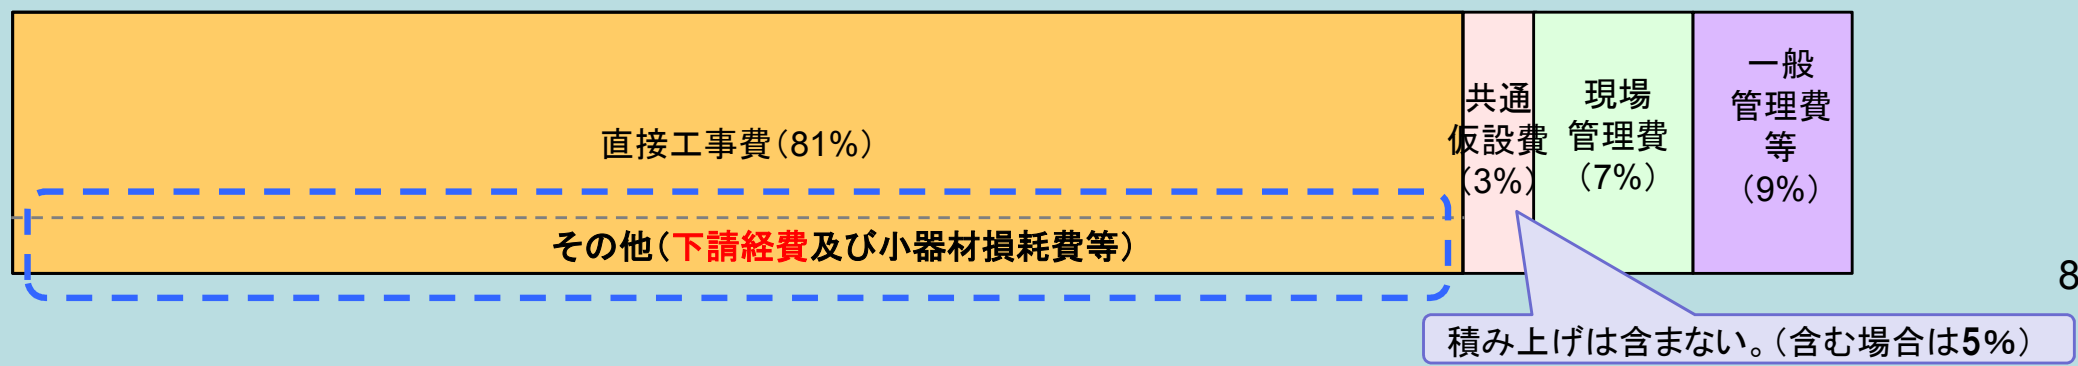 直接工事費(81%)
その他(下請経費及び小器材損耗費等)
共通
仮設費
(3%)
現場
管理費
(7%)
一般
管理費
等
(9%)
積み上げは含まない。(含む場合は5%)
8